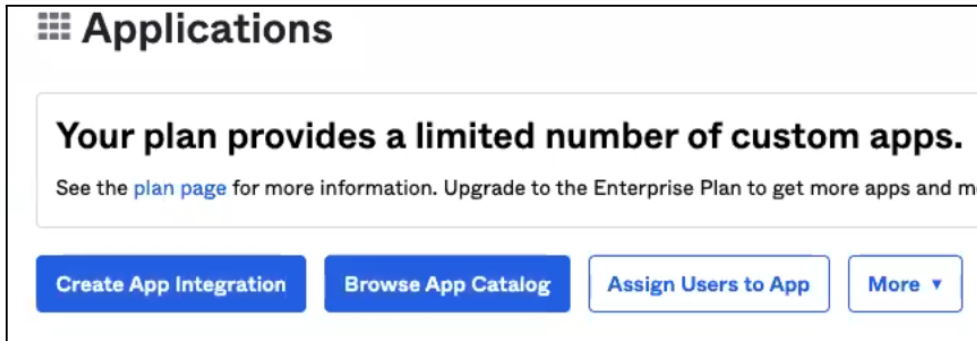 Applications
Your plan provides a limited number of custom apps.
See the plan page for more information. Upgrade to the Enterprise Plan to get more apps and
Create App Integration Browse App Catalog Assign Users to App More